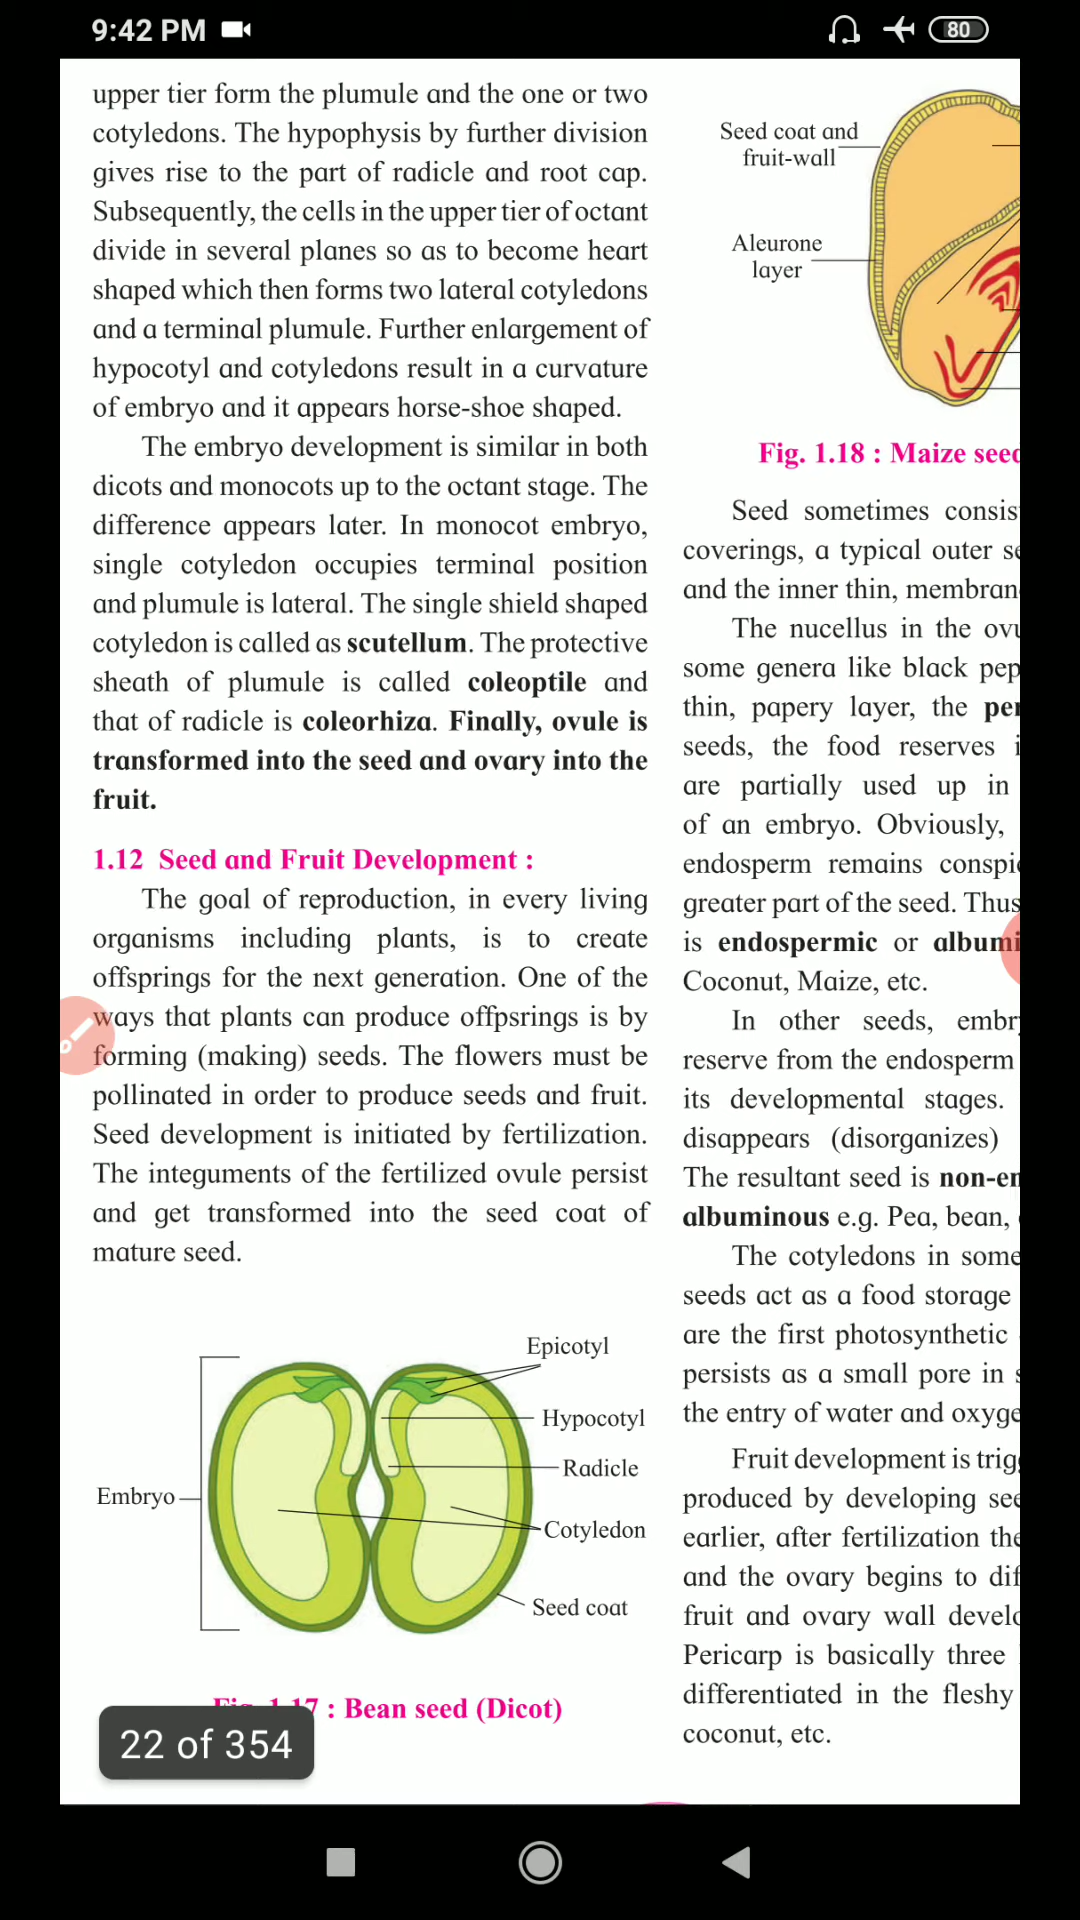 9:42 PM
80
upper tier form the plumule and the one or two
cotyledons. The hypophysis by further division
gives rise to the part of radicle and root cap.
Subsequently, the cells in the upper tier of octant
divide in several planes so as to become heart
shaped which then forms two lateral cotyledons
and a terminal plumule. Further enlargement of
hypocotyl and cotyledons result in a curvature
of embryo and it appears horse-shoe shaped.
The embryo development is similar in both
dicots and monocots up to the octant stage. The
difference appears later. In monocot embryo,
single cotyledon occupies terminal position
and plumule is lateral. The single shield shaped
cotyledon is called as scutellum. The protective
sheath of plumule is called coleoptile and
that of radicle is coleorhiza. Finally, ovule is
transformed into the seed and ovary into the
fruit.
1.12 Seed and Fruit Development :
The goal of reproduction, in every living
organisms including plants, is to create
offsprings for the next generation. One of the
ways that plants can produce offpsrings is by
forming (making) seeds. The flowers must be
pollinated in order to produce seeds and fruit.
Seed development is initiated by fertilization.
The integuments of the fertilized ovule persist
and get transformed into the seed coat of
mature seed.
Epicotyl
Hypocotyl
Radicle
Embryo
Cotyledon
Seed coat
17 : Bean seed (Dicot)
22 of 354
Seed coat and
fruit-wall
Aleurone
layer
Fig. 1.18 : Maize seed
Seed sometimes
coverings, a typical outer
and the inner thin,
The nucellus in the
some genera like black
thin, papery layer, the
seeds, the food reserves
are partially used up in
of an embryo. Obviously,
endosperm remains
greater part of the seed. Thus
is endospermic or
Coconut, Maize, etc.
In other seeds,
reserve from the endosperm
its developmental stages.
disappears (disorganizes)
The resultant seed is
albuminous e.g. Pea, bean,
The cotyledons in some
seeds act as a food storage
are the first photosynthetic
persists as a small pore in
the entry of water and
Fruit development is
produced by developing
earlier, after fertilization the
and the ovary begins to
fruit and ovary wall
Pericarp is basically three
differentiated in the fleshy
coconut, etc.